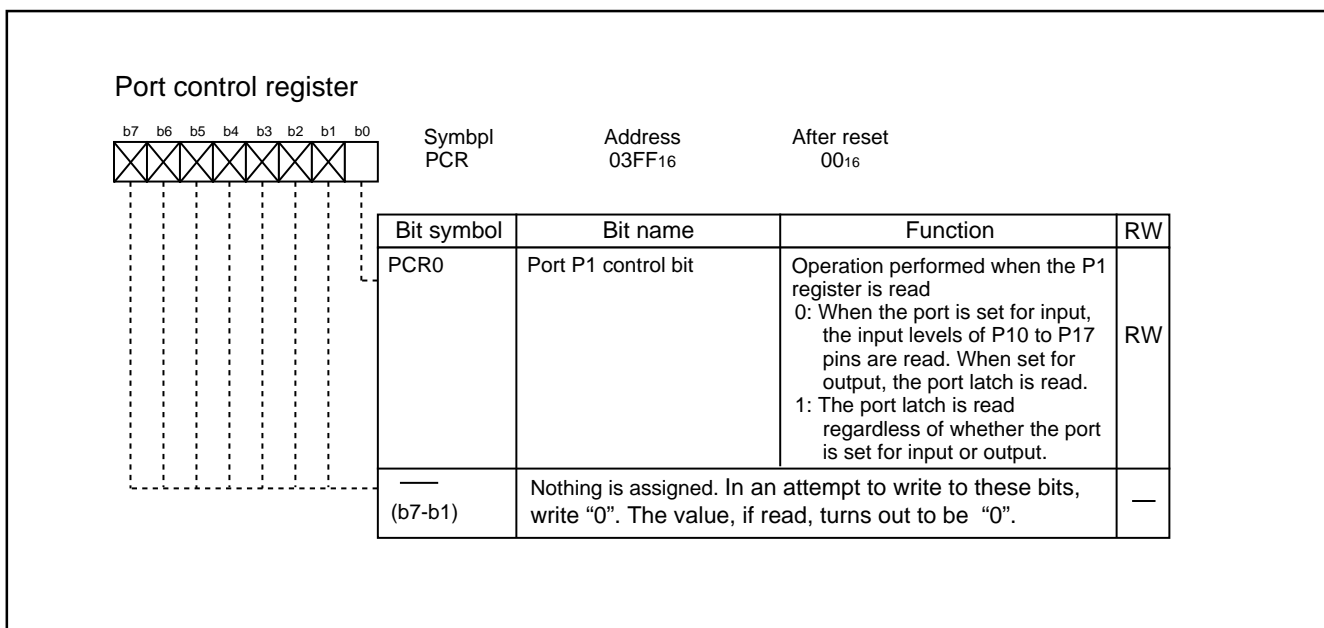 Port control register
b7 b6 b5 b4 b3 b2 b1 b0
Symbpl Address After reset
PCR 03FF16 0016
Bit symbol Bit name Function RW
PCR0 Port P1 control bit Operation performed when the P1
register is read
0: When the port is set for input,
the input levels of P10 to P17 RW
pins are read. When set for
output, the port latch is read.
1: The port latch is read
regardless of whether the port
is set for input or output.
— Nothing is assigned. In an attempt to write to these bits, —
(b7-b1) write “0”. The value, if read, turns out to be “0”.